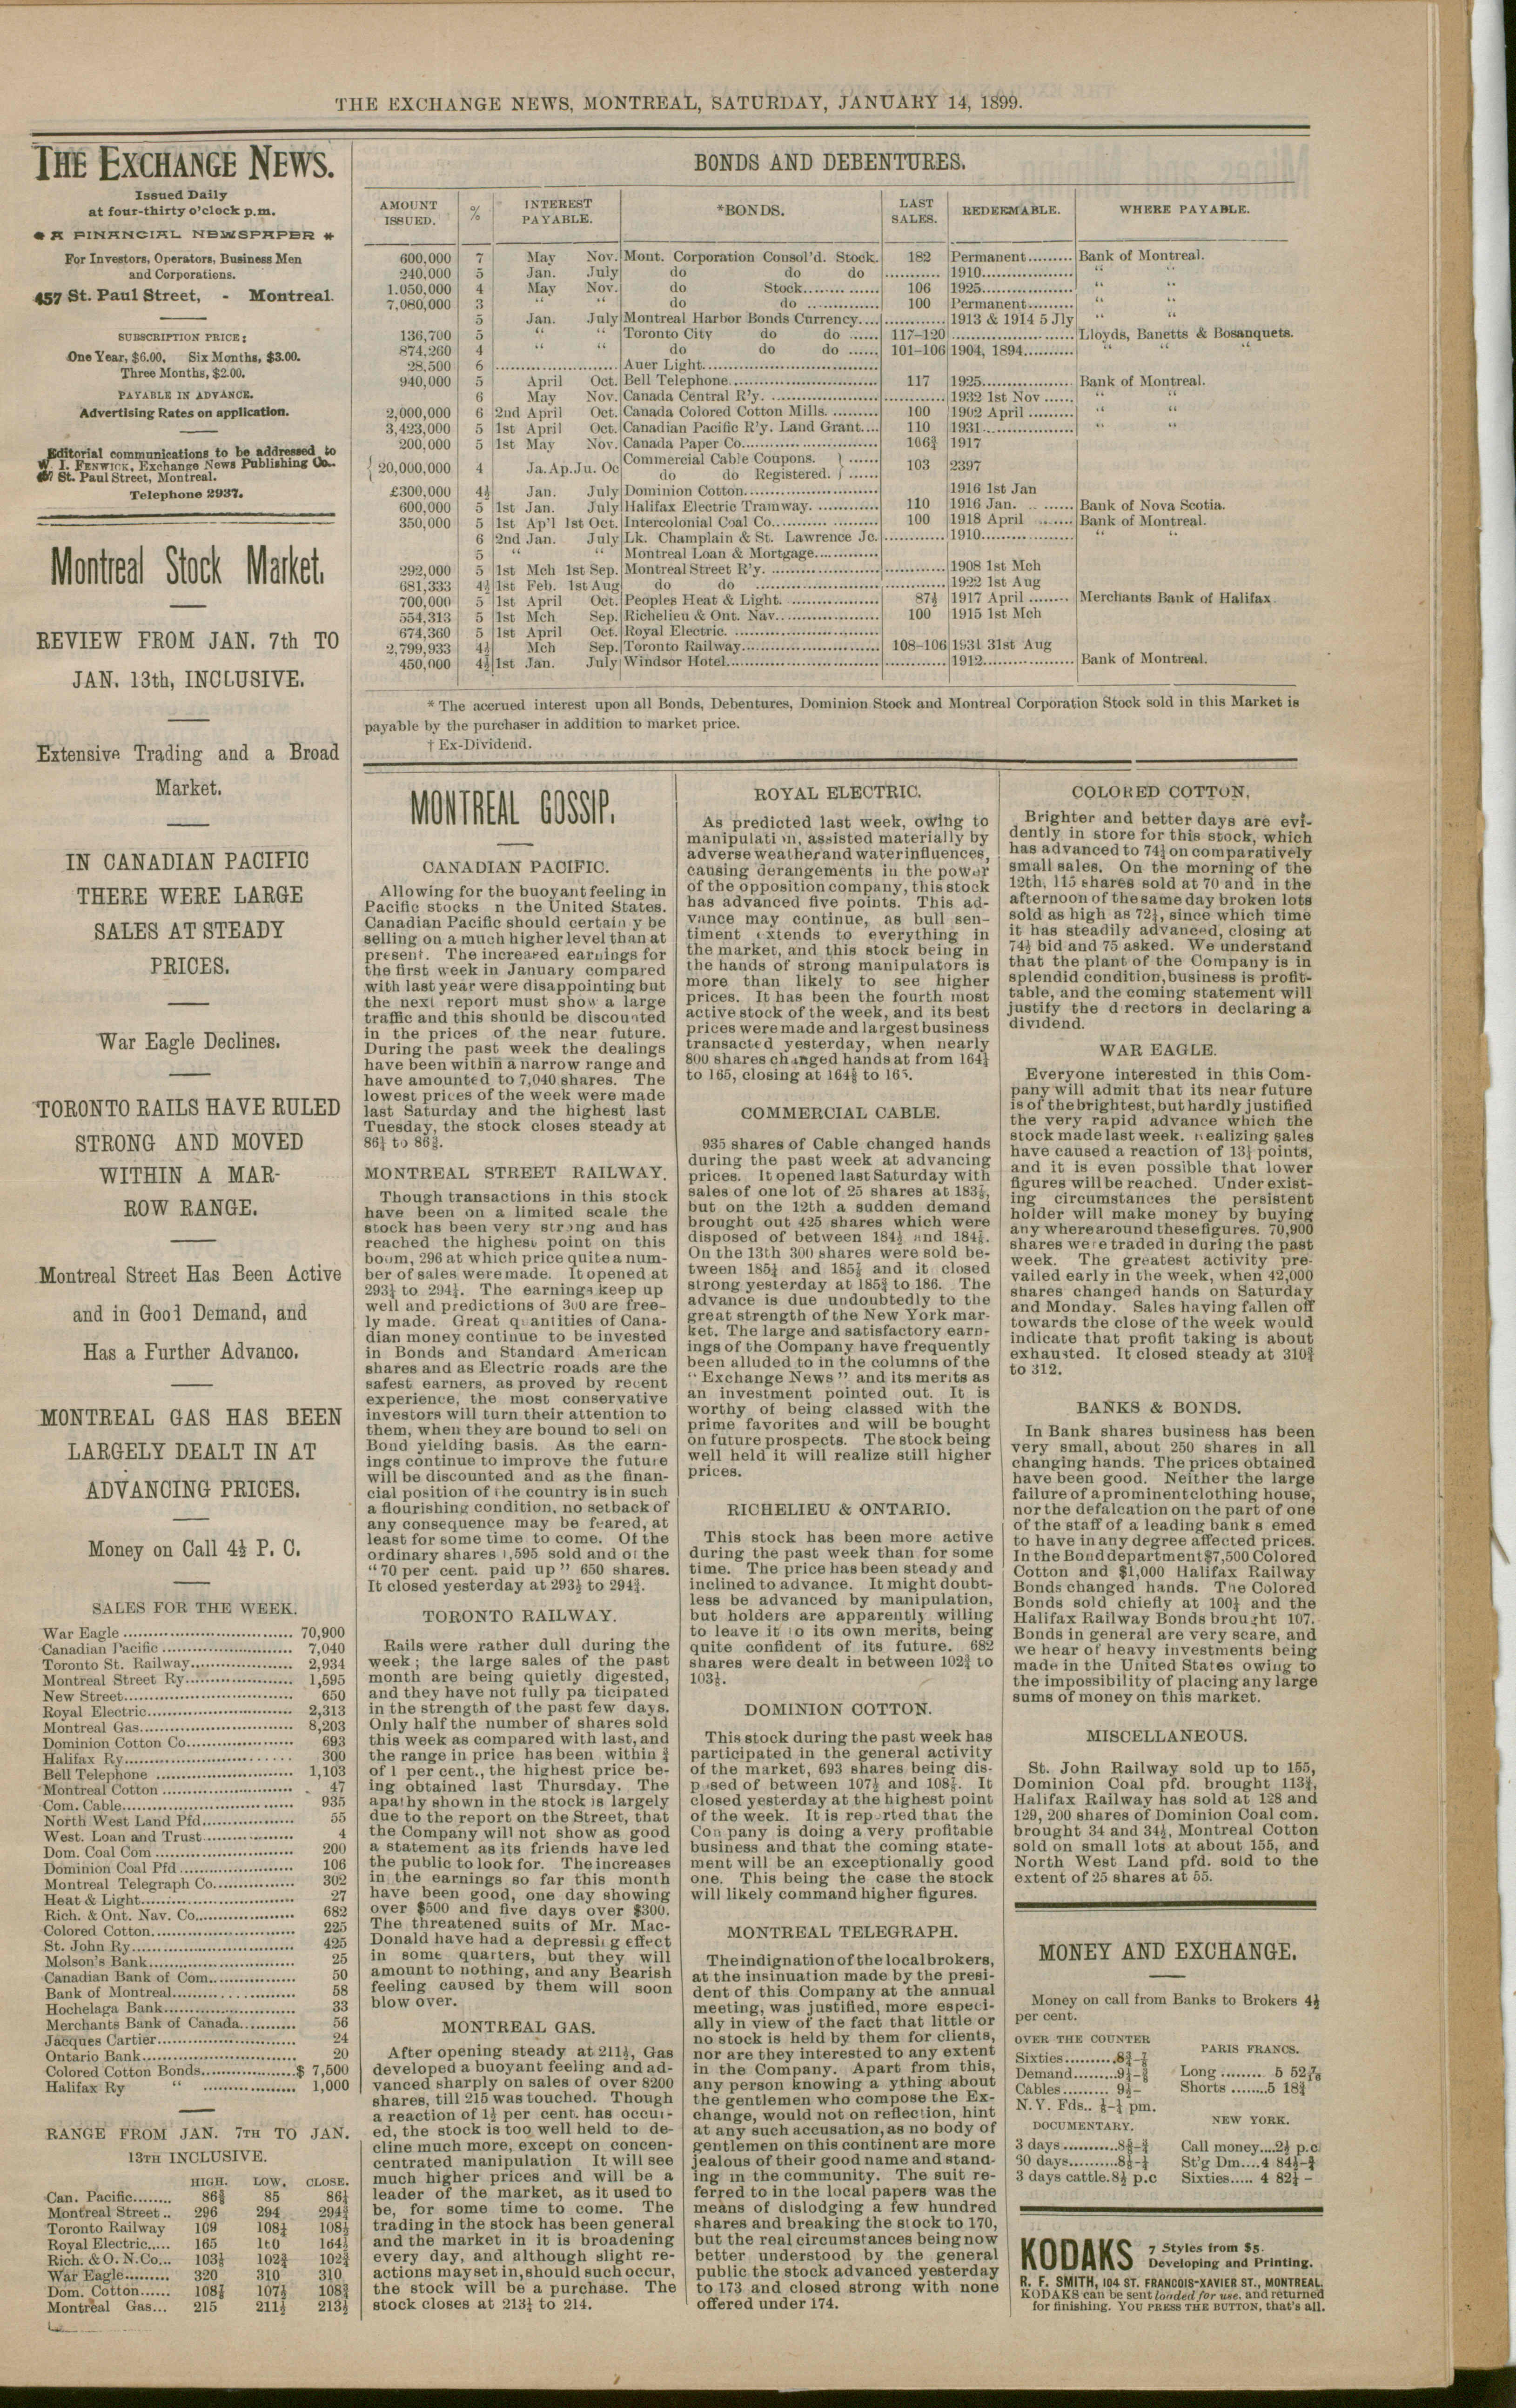 THE EXCHANGE NEWS, MONTREAL, SATURDAY, JANUARY 14, 1899.
THE EXCHANGE NEWS.
Issued Daily
at four-thirty o'clock p.m.
A FINANCIAL NEWSPAPER
For Investors, Operators, Business Men
and Corporations.
457 St. Paul Street, - Montreal.
SUBSCRIPTION PRICE;
One Year, $6.00, Six Months, $3.00.
Three Months, $2.00.
PAYABLE IN ADVANCE.
Advertising Rates on application.
Editorial communications to be addressed to
W. I. FENWICK, Exchange News Publishing Co.
457 St. Paul Street, Montreal.
Telephone 2937.
Montreal Stock Market.
REVIEW FROM JAN. 7th TO
JAN. 13th, INCLUSIVE.
Extensive Trading and a Broad
Market.
IN CANADIAN PACIFIC
THERE WERE LARGE
SALES AT STEADY
PRICES.
War Eagle Declines.
TORONTO RAILS HAVE RULED
STRONG AND MOVED
WITHIN A MAR-
ROW RANGE.
Montreal Street Has Been Active
and in Good Demand, and
Has a Further Advance.
MONTREAL GAS HAS BEEN
LARGELY DEALT IN AT
ADVANCING PRICES.
Money on Call 4½ P. C.
SALES FOR THE WEEK.
War Eagle 70,900
Canadian Pacific 7,040
Toronto St. Railway 2,934
Montreal Street Ry 1,595
New Street 650
Royal Electric 2,313
Montreal Gas 8,203
Dominion Cotton Co 693
Halifax Ry 300
Bell Telephone 1,103
Montreal Cotton 47
Com. Cable 935
North West Land Pfd 55
West. Loan and Trust 4
Dom. Coal Com 200
Dominion Coal Pfd 106
Montreal Telegraph Co. 302
Heat & Light 27
Rich. & Ont. Nav. Co. 682
Colored Cotton 225
St. John Ry 425
Molson's Bank 25
Canadian Bank of Com. 50
Bank of Montreal 58
Hochelaga Bank 33
Merchants Bank of Canada 56
Jacques Cartier 24
Ontario Bank 20
Colored Cotton Bonds $ 7,500
Halifax Ry " 1,000
RANGE FROM JAN. 7TH TO JAN.
13TH INCLUSIVE.
HIGH. LOW. CLOSE.
Can. Pacific 86⅜ 85 86¼
Montreal Street 296 294 294¾
Toronto Railway 109 108¼ 108½
Royal Electric 165 160 164½
Rich. & O. N. Co. 103½ 102¾ 102¾
War Eagle 320 310 310
Dom. Cotton 108⅞ 107½ 108¾
Montreal Gas 215 211½ 213½
BONDS AND DEBENTURES.
AMOUNT ISSUED. % INTEREST PAYABLE. *BONDS. LAST SALES. REDEEMABLE. WHERE PAYABLE.
600,000 7 May Nov. Mont. Corporation Consol'd. Stock. 182 Permanent Bank of Montreal.
240,000 5 Jan. July do do do 1910 " "
1.050,000 4 May Nov. do Stock 106 1925 " "
7,080,000 3 " " do do 100 Permanent " "
5 Jan. July Montreal Harbor Bonds Currency 1913 & 1914 5 Jly " "
136,700 5 " " Toronto City do do 117-120 Lloyds, Banetts & Bosanquets.
874,260 4 " " do do do 101-106 1904, 1894 " " "
28,500 6 Auer Light
940,000 5 April Oct. Bell Telephone 117 1925 Bank of Montreal.
6 May Nov. Canada Central R'y. 1932 1st Nov " "
2,000,000 6 2nd April Oct. Canada Colored Cotton Mills. 100 1902 April " "
3,423,000 5 1st April Oct. Canadian Pacific R'y. Land Grant 110 1931 " "
200,000 5 1st May Nov. Canada Paper Co 106¾ 1917
20,000,000 4 Ja. Ap. Ju. Oc Commercial Cable Coupons. 103 2397
do do Registered.
£300,000 4½ Jan. July Dominion Cotton 1916 1st Jan
600,000 5 1st Jan. July Halifax Electric Tramway. 110 1916 Jan. Bank of Nova Scotia.
350,000 5 1st Ap'l 1st Oct. Intercolonial Coal Co 100 1918 April Bank of Montreal.
6 2nd Jan. July Lk. Champlain & St. Lawrence Jc. 1910 " "
5 " " Montreal Loan & Mortgage
292,000 5 1st Mch 1st Sep. Montreal Street R'y. 1908 1st Mch
681,333 4½ 1st Feb. 1st Aug do do 1922 1st Aug
700,000 5 1st April Oct. Peoples Heat & Light. 87½ 1917 April Merchants Bank of Halifax.
554,313 5 1st Mch Sep. Richelieu & Ont. Nav. 100 1915 1st Mch
674,360 5 1st April Oct. Royal Electric.
2,799,933 4½ Mch Sep. Toronto Railway 108-106 1931 31st Aug
450,000 4½ 1st Jan. July Windsor Hotel 1912 Bank of Montreal.
* The accrued interest upon all Bonds, Debentures, Dominion Stock and Montreal Corporation Stock sold in this Market is
payable by the purchaser in addition to market price.
† Ex-Dividend.
MONTREAL GOSSIP.
CANADIAN PACIFIC.
Allowing for the buoyant feeling in
Pacific stocks n the United States.
Canadian Pacific should certain y be
selling on a much higher level than at
present. The increased earnings for
the first week in January compared
with last year were disappointing but
the next report must show a large
traffic and this should be discounted
in the prices of the near future.
During the past week the dealings
have been within a narrow range and
have amounted to 7,040 shares. The
lowest prices of the week were made
last Saturday and the highest last
Tuesday, the stock closes steady at
86¼ to 86⅜.
MONTREAL STREET RAILWAY.
Though transactions in this stock
have been on a limited scale the
stock has been very strong and has
reached the highest point on this
boom, 296 at which price quite a num-
ber of sales were made. It opened at
293¼ to 294¼. The earnings keep up
well and predictions of 300 are free-
ly made. Great quantities of Cana-
dian money continue to be invested
in Bonds and Standard American
shares and as Electric roads are the
safest earners, as proved by recent
experience, the most conservative
investors will turn their attention to
them, when they are bound to sell on
Bond yielding basis. As the earn-
ings continue to improve the future
will be discounted and as the finan-
cial position of the country is in such
a flourishing condition, no setback of
any consequence may be feared, at
least for some time to come. Of the
ordinary shares 1,595 sold and of the
"70 per cent. paid up" 650 shares.
It closed yesterday at 293½ to 294¾.
TORONTO RAILWAY.
Rails were rather dull during the
week; the large sales of the past
month are being quietly digested,
and they have not fully pa ticipated
in the strength of the past few days.
Only half the number of shares sold
this week as compared with last, and
the range in price has been within ¾
of 1 per cent., the highest price be-
ing obtained last Thursday. The
apathy shown in the stock is largely
due to the report on the Street, that
the Company will not show as good
a statement as its friends have led
the public to look for. The increases
in the earnings so far this month
have been good, one day showing
over $500 and five days over $300.
The threatened suits of Mr. Mac-
Donald have had a depressing effect
in some quarters, but they will
amount to nothing, and any Bearish
feeling caused by them will soon
blow over.
MONTREAL GAS.
After opening steady at 211½, Gas
developed a buoyant feeling and ad-
vanced sharply on sales of over 8200
shares, till 215 was touched. Though
a reaction of 1½ per cent. has occur-
ed, the stock is too well held to de-
cline much more, except on concen-
centrated manipulation It will see
much higher prices and will be a
leader of the market, as it used to
be, for some time to come. The
trading in the stock has been general
and the market in it is broadening
every day, and although slight re-
actions may set in, should such occur,
the stock will be a purchase. The
stock closes at 213½ to 214.
ROYAL ELECTRIC.
As predicted last week, owing to
manipulati on, assisted materially by
adverse weather and water influences,
causing derangements in the power
of the opposition company, this stock
has advanced five points. This ad-
vance may continue, as bull sen-
timent extends to everything in
the market, and this stock being in
the hands of strong manipulators is
more than likely to see higher
prices. It has been the fourth most
active stock of the week, and its best
prices were made and largest business
transacted yesterday, when nearly
800 shares changed hands at from 164¼
to 165, closing at 164⅝ to 165.
COMMERCIAL CABLE.
935 shares of Cable changed hands
during the past week at advancing
prices. It opened last Saturday with
sales of one lot of 25 shares at 183⅞,
but on the 12th a sudden demand
brought out 425 shares which were
disposed of between 184½ and 184⅞.
On the 13th 300 shares were sold be-
tween 185¼ and 185⅞ and it closed
strong yesterday at 185¾ to 186. The
advance is due undoubtedly to the
great strength of the New York mar-
ket. The large and satisfactory earn-
ings of the Company have frequently
been alluded to in the columns of the
"Exchange News" and its merits as
an investment pointed out. It is
worthy of being classed with the
prime favorites and will be bought
on future prospects. The stock being
well held it will realize still higher
prices.
RICHELIEU & ONTARIO.
This stock has been more active
during the past week than for some
time. The price has been steady and
inclined to advance. It might doubt-
less be advanced by manipulation,
but holders are apparently willing
to leave it to its own merits, being
quite confident of its future. 682
shares were dealt in between 102¾ to
103½.
DOMINION COTTON.
This stock during the past week has
participated in the general activity
of the market, 693 shares being dis-
posed of between 107½ and 108⅞. It
closed yesterday at the highest point
of the week. It is reported that the
Company is doing a very profitable
business and that the coming state-
ment will be an exceptionally good
one. This being the case the stock
will likely command higher figures.
MONTREAL TELEGRAPH.
The indignation of the local brokers,
at the insinuation made by the presi-
dent of this Company at the annual
meeting, was justified, more especi-
ally in view of the fact that little or
no stock is held by them for clients,
nor are they interested to any extent
in the Company. Apart from this,
any person knowing a ything about
the gentlemen who compose the Ex-
change, would not on reflection, hint
at any such accusation, as no body of
gentlemen on this continent are more
jealous of their good name and stand-
ing in the community. The suit re-
ferred to in the local papers was the
means of dislodging a few hundred
shares and breaking the stock to 170,
but the real circumstances being now
better understood by the general
public the stock advanced yesterday
to 173 and closed strong with none
offered under 174.
COLORED COTTON.
Brighter and better days are evi-
dently in store for this stock, which
has advanced to 74½ on comparatively
small sales. On the morning of the
12th, 115 shares sold at 70 and in the
afternoon of the same day broken lots
sold as high as 72½, since which time
it has steadily advanced, closing at
74½ bid and 75 asked. We understand
that the plant of the Company is in
splendid condition, business is profit-
table, and the coming statement will
justify the d rectors in declaring a
dividend.
WAR EAGLE.
Everyone interested in this Com-
pany will admit that its near future
is of the brightest, but hardly justified
the very rapid advance which the
stock made last week. Realizing sales
have caused a reaction of 13½ points,
and it is even possible that lower
figures will be reached. Under exist-
ing circumstances the persistent
holder will make money by buying
any where around these figures. 70,900
shares were traded in during the past
week. The greatest activity pre-
vailed early in the week, when 42,000
shares changed hands on Saturday
and Monday. Sales having fallen off
towards the close of the week would
indicate that profit taking is about
exhausted. It closed steady at 310¾
to 312.
BANKS & BONDS.
In Bank shares business has been
very small, about 250 shares in all
changing hands. The prices obtained
have been good. Neither the large
failure of a prominent clothing house,
nor the defalcation on the part of one
of the staff of a leading bank s emed
to have in any degree affected prices.
In the Bond department $7,500 Colored
Cotton and $1,000 Halifax Railway
Bonds changed hands. The Colored
Bonds sold chiefly at 100¼ and the
Halifax Railway Bonds brought 107.
Bonds in general are very scare, and
we hear of heavy investments being
made in the United States owing to
the impossibility of placing any large
sums of money on this market.
MISCELLANEOUS.
St. John Railway sold up to 155,
Dominion Coal pfd. brought 113¾,
Halifax Railway has sold at 128 and
129, 200 shares of Dominion Coal com.
brought 34 and 34½, Montreal Cotton
sold on small lots at about 155, and
North West Land pfd. sold to the
extent of 25 shares at 55.
MONEY AND EXCHANGE.
Money on call from Banks to Brokers 4½
per cent.
OVER THE COUNTER
Sixties 8¾-⅞
Demand 9¼-⅜
Cables 9½-
N. Y. Fds. ⅛-¼ pm.
DOCUMENTARY.
3 days 8⅝-¾
60 days 8⅛-¼
3 days cattle. 8½ p.c
PARIS FRANCS.
Long 5 52 7/8
Shorts 5 18¾
NEW YORK.
Call money 2½ p.c.
St'g Dm. 4 84½-¾
Sixties 4 82½ -
KODAKS 7 Styles from $5.
Developing and Printing.
R. F. SMITH, 104 ST. FRANCOIS-XAVIER ST., MONTREAL.
KODAKS can be sent loaded for use, and returned
for finishing. YOU PRESS THE BUTTON, that's all.